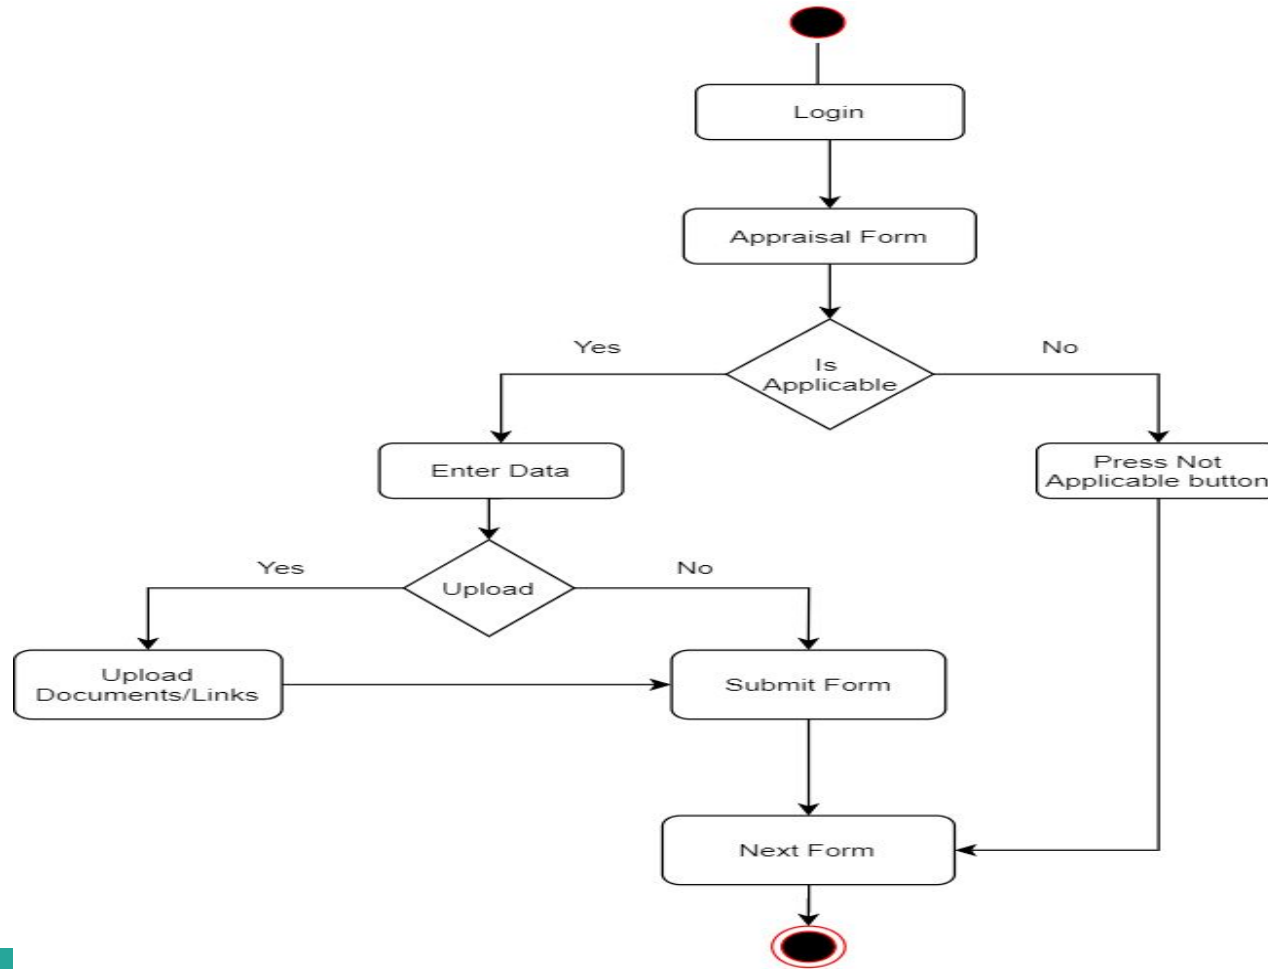 Login
Appraisal Form
Yes
No
Is
Applicable
Enter Data
Press Not
Applicable button
Yes
No
Upload
Upload
Documents/Links
Submit Form
Next Form